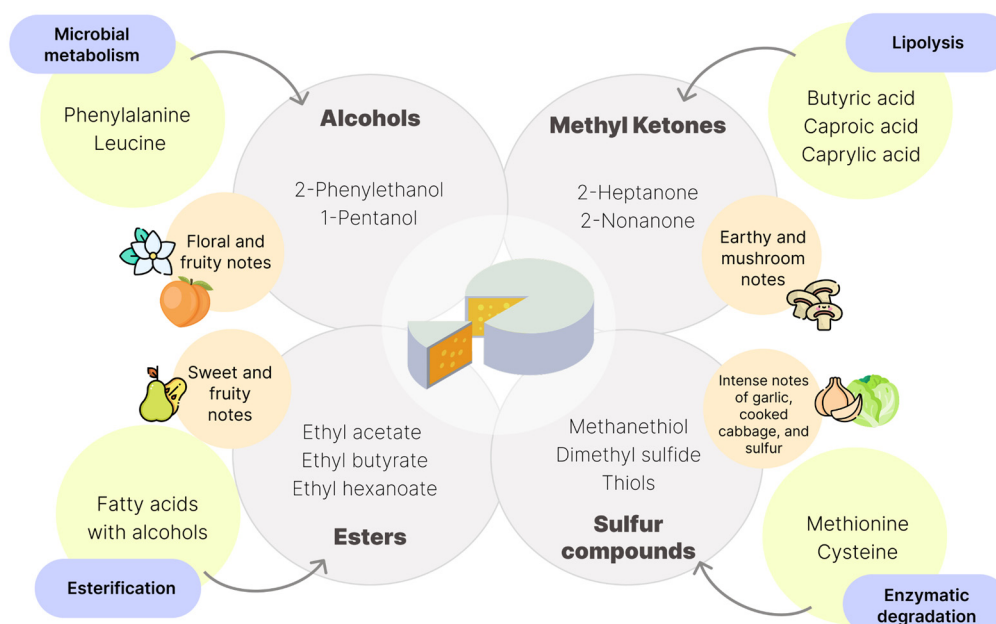 Microbial
metabolism
Phenylalanine
Leucine
Alcohols
2-Phenylethanol
1-Pentanol
Floral and
fruity notes
Lipolysis
Butyric acid
Caproic acid
Caprylic acid
Methyl Ketones
2-Heptanone
2-Nonanone
Earthy and
mushroom
notes
Sweet and
fruity
notes
Ethyl acetate
Ethyl butyrate
Ethyl hexanoate
Esters
Fatty acids
with alcohols
Esterification
Intense notes
of garlic,
cooked
cabbage, and
sulfur
Methanethiol
Dimethyl sulfide
Thiols
Sulfur
compounds
Methionine
Cysteine
Enzymatic
degradation